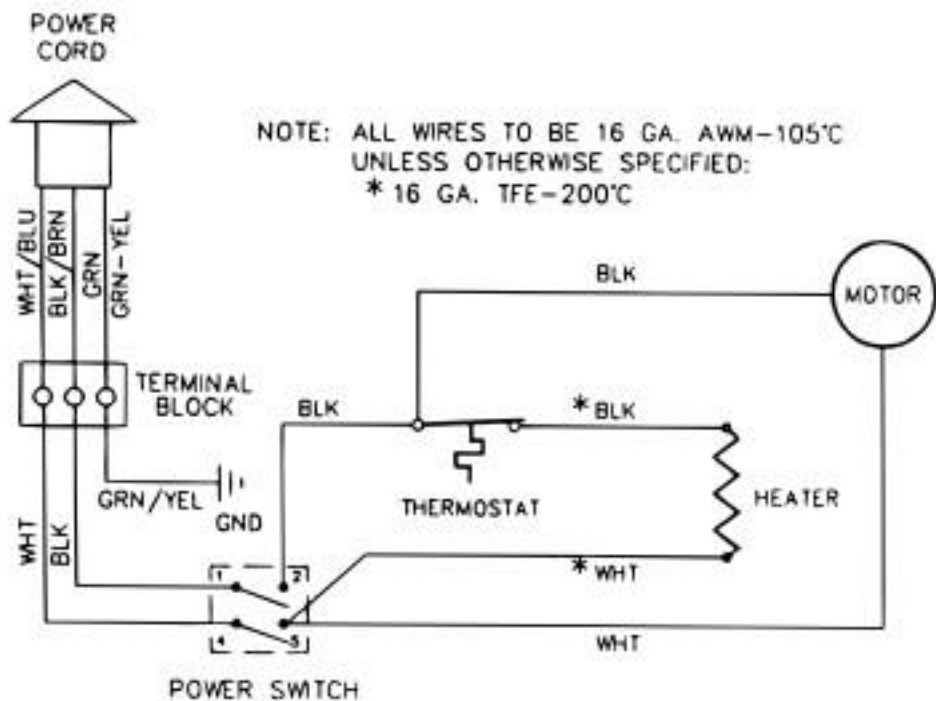 POWER
CORD
NOTE: ALL WIRES TO BE 16 GA. AWM-105°C
UNLESS OTHERWISE SPECIFIED:
* 16 GA. TFE-200°C
WHT/BLU
BLK/BRN
GRN
GRN-YEL
BLK
MOTOR
TERMINAL
BLOCK
BLK
*BLK
GRN/YEL
GND
THERMOSTAT
HEATER
WHT
BLK
1
2
*WHT
4
5
WHT
POWER SWITCH